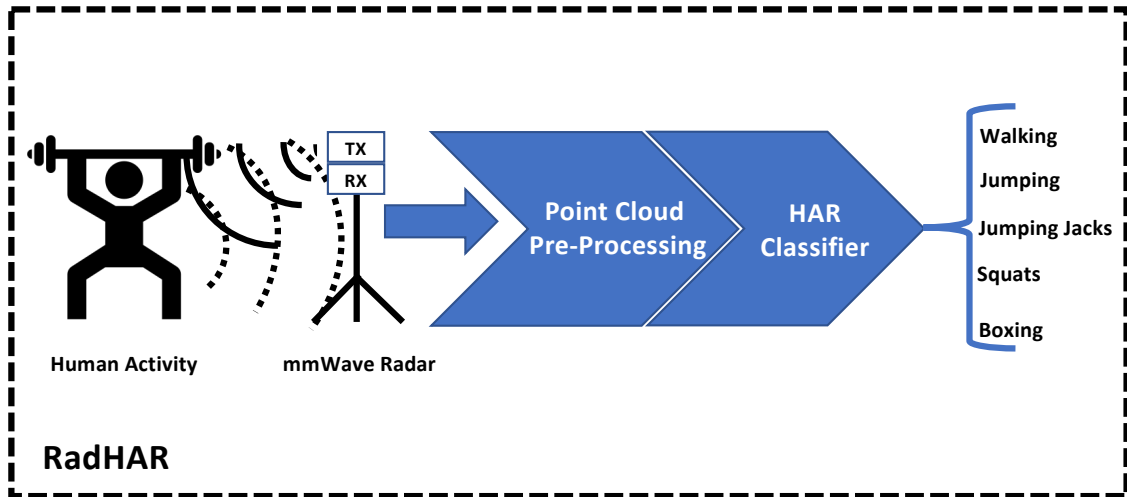 TX
RX
Point Cloud
Pre-Processing
HAR
Classifier
Walking
Jumping
Jumping Jacks
Squats
Boxing
Human Activity
mmWave Radar
RadHAR